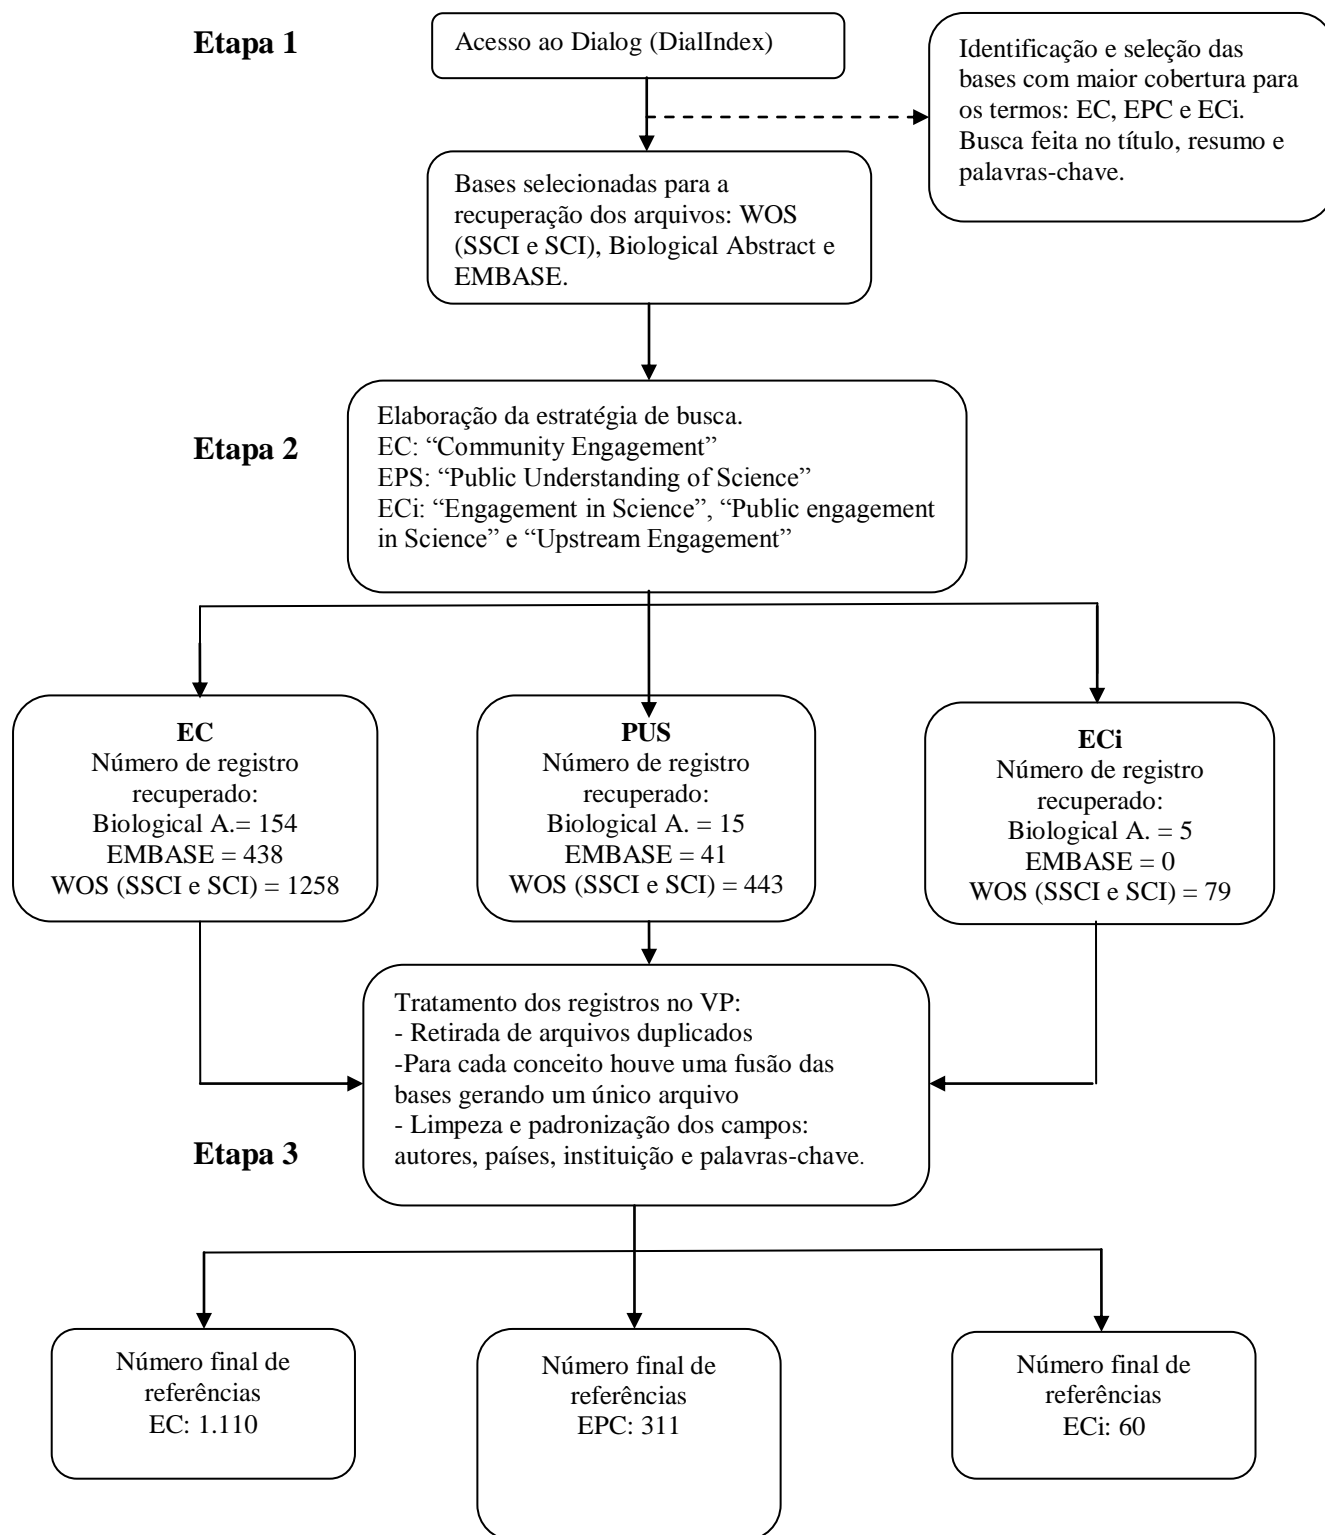 Etapa 1
Acesso ao Dialog (DialIndex)
Identificação e seleção das
bases com maior cobertura para
os termos: EC, EPC e ECi.
Busca feita no título, resumo e
palavras-chave.
Bases selecionadas para a
recuperação dos arquivos: WOS
(SSCI e SCI), Biological Abstract e
EMBASE.
Etapa 2
Elaboração da estratégia de busca.
EC: “Community Engagement”
EPS: “Public Understanding of Science”
ECi: “Engagement in Science”, “Public engagement
in Science” e “Upstream Engagement”
EC
Número de registro
recuperado:
Biological A.= 154
EMBASE = 438
WOS (SSCI e SCI) = 1258
PUS
Número de registro
recuperado:
Biological A. = 15
EMBASE = 41
WOS (SSCI e SCI) = 443
ECi
Número de registro
recuperado:
Biological A. = 5
EMBASE = 0
WOS (SSCI e SCI) = 79
Etapa 3
Tratamento dos registros no VP:
- Retirada de arquivos duplicados
-Para cada conceito houve uma fusão das
bases gerando um único arquivo
- Limpeza e padronização dos campos:
autores, países, instituição e palavras-chave.
Número final de
referências
EC: 1.110
Número final de
referências
EPC: 311
Número final de
referências
ECi: 60